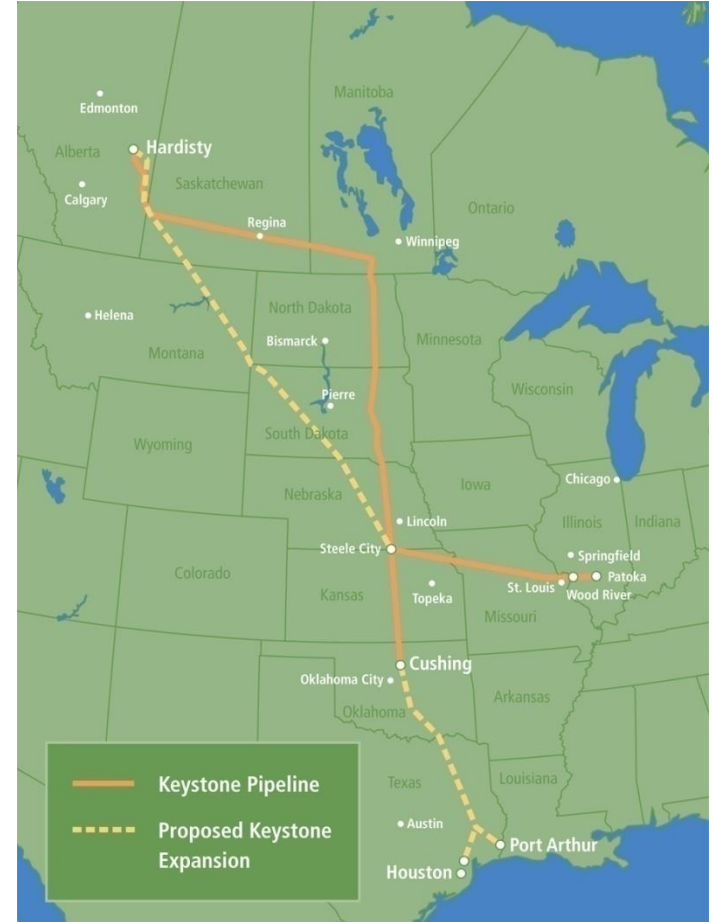 Edmonton
Manitoba
Hardisty
Alberta
Saskatchewan
Calgary
Ontario
Regina
Winnipeg
North Dakota
Helena
Minnesota
Bismarck
Montana
Wisconsin
Pierre
South Dakota
Wyoming
Chicago
Iowa
Nebraska
Lincoln
Illinois
Indiana
Steele City
Springfield
Colorado
Patoka
St. Louis
Kansas
Topeka
Wood River
Missouri
Cushing
Oklahoma City
Arkansas
Oklahoma
Louisiana
Texas
Keystone Pipeline
Austin
Proposed Keystone
Expansion
Port Arthur
Houston